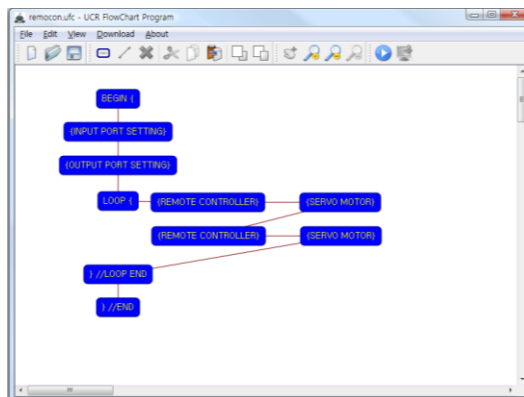 remocon.ufc - UCR FlowChart Program
File Edit View Download About
BEGIN {
{INPUT PORT SETTING}
{OUTPUT PORT SETTING}
LOOP { {REMOTE CONTROLLER} {SERVO MOTOR}
{REMOTE CONTROLLER} {SERVO MOTOR}
} //LOOP END
} //END